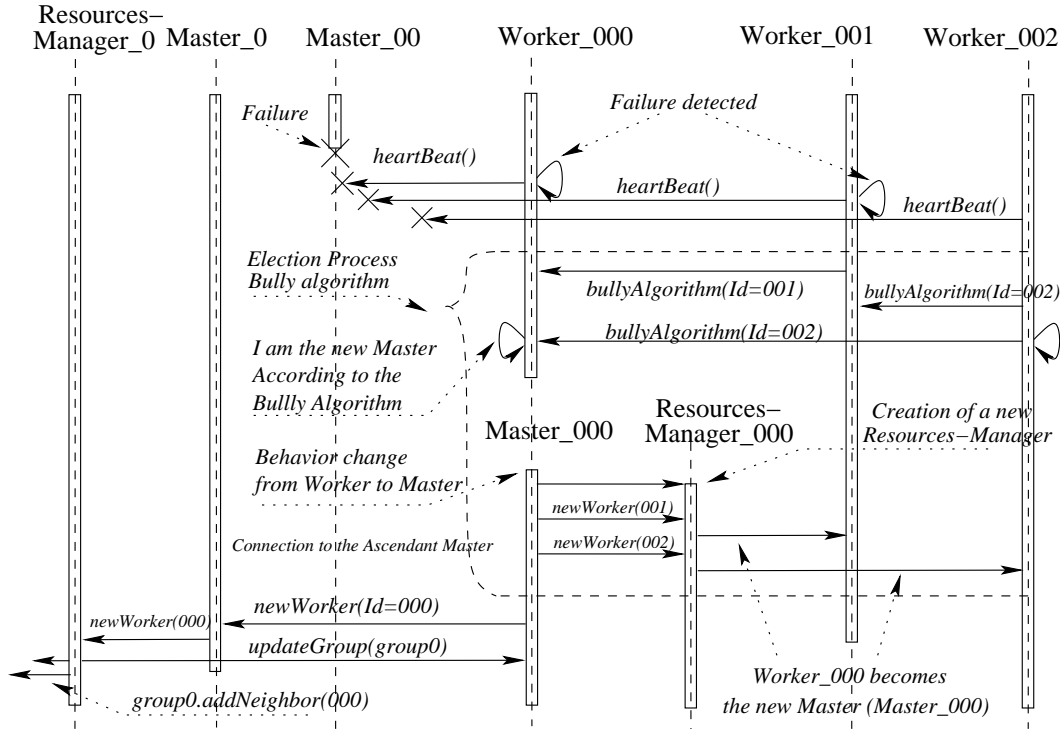 Resources−
Manager_0
Master_0
Master_00
Worker_000
Worker_001
Worker_002
Failure
Failure detected
heartBeat()
heartBeat()
heartBeat()
Election Process
Bully algorithm
bullyAlgorithm(Id=001)
bullyAlgorithm(Id=002)
bullyAlgorithm(Id=002)
I am the new Master
According to the
Bullly Algorithm
Master_000
Resources−
Manager_000
Creation of a new
Resources−Manager
Behavior change
from Worker to Master
newWorker(001)
newWorker(002)
Connection to the Ascendant Master
newWorker(Id=000)
newWorker(000)
updateGroup(group0)
group0.addNeighbor(000)
Worker_000 becomes
the new Master (Master_000)